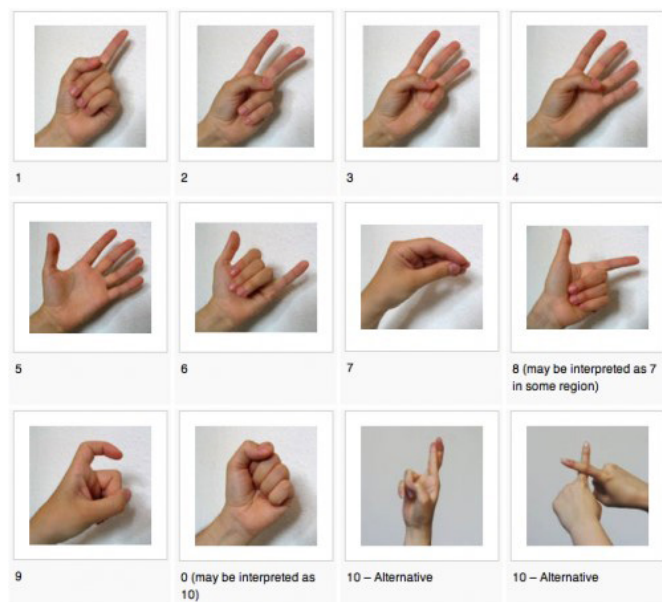 1
2
3
4
5
6
7
8 (may be interpreted as 7
in some region)
9
0 (may be interpreted as
10)
10 – Alternative
10 – Alternative